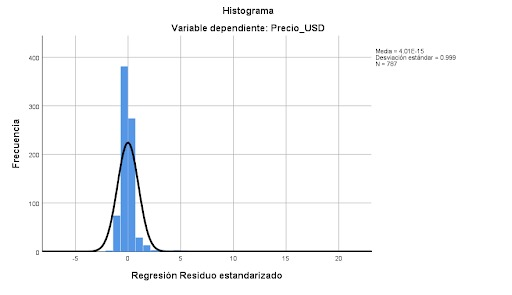 Histograma
Variable dependiente: Precio_USD
Media = 4.01E-15
Desviación estándar = 0.999
N = 787
400
300
200
100
0
Frecuencia
-5
0
5
10
15
20
Regresión Residuo estandarizado